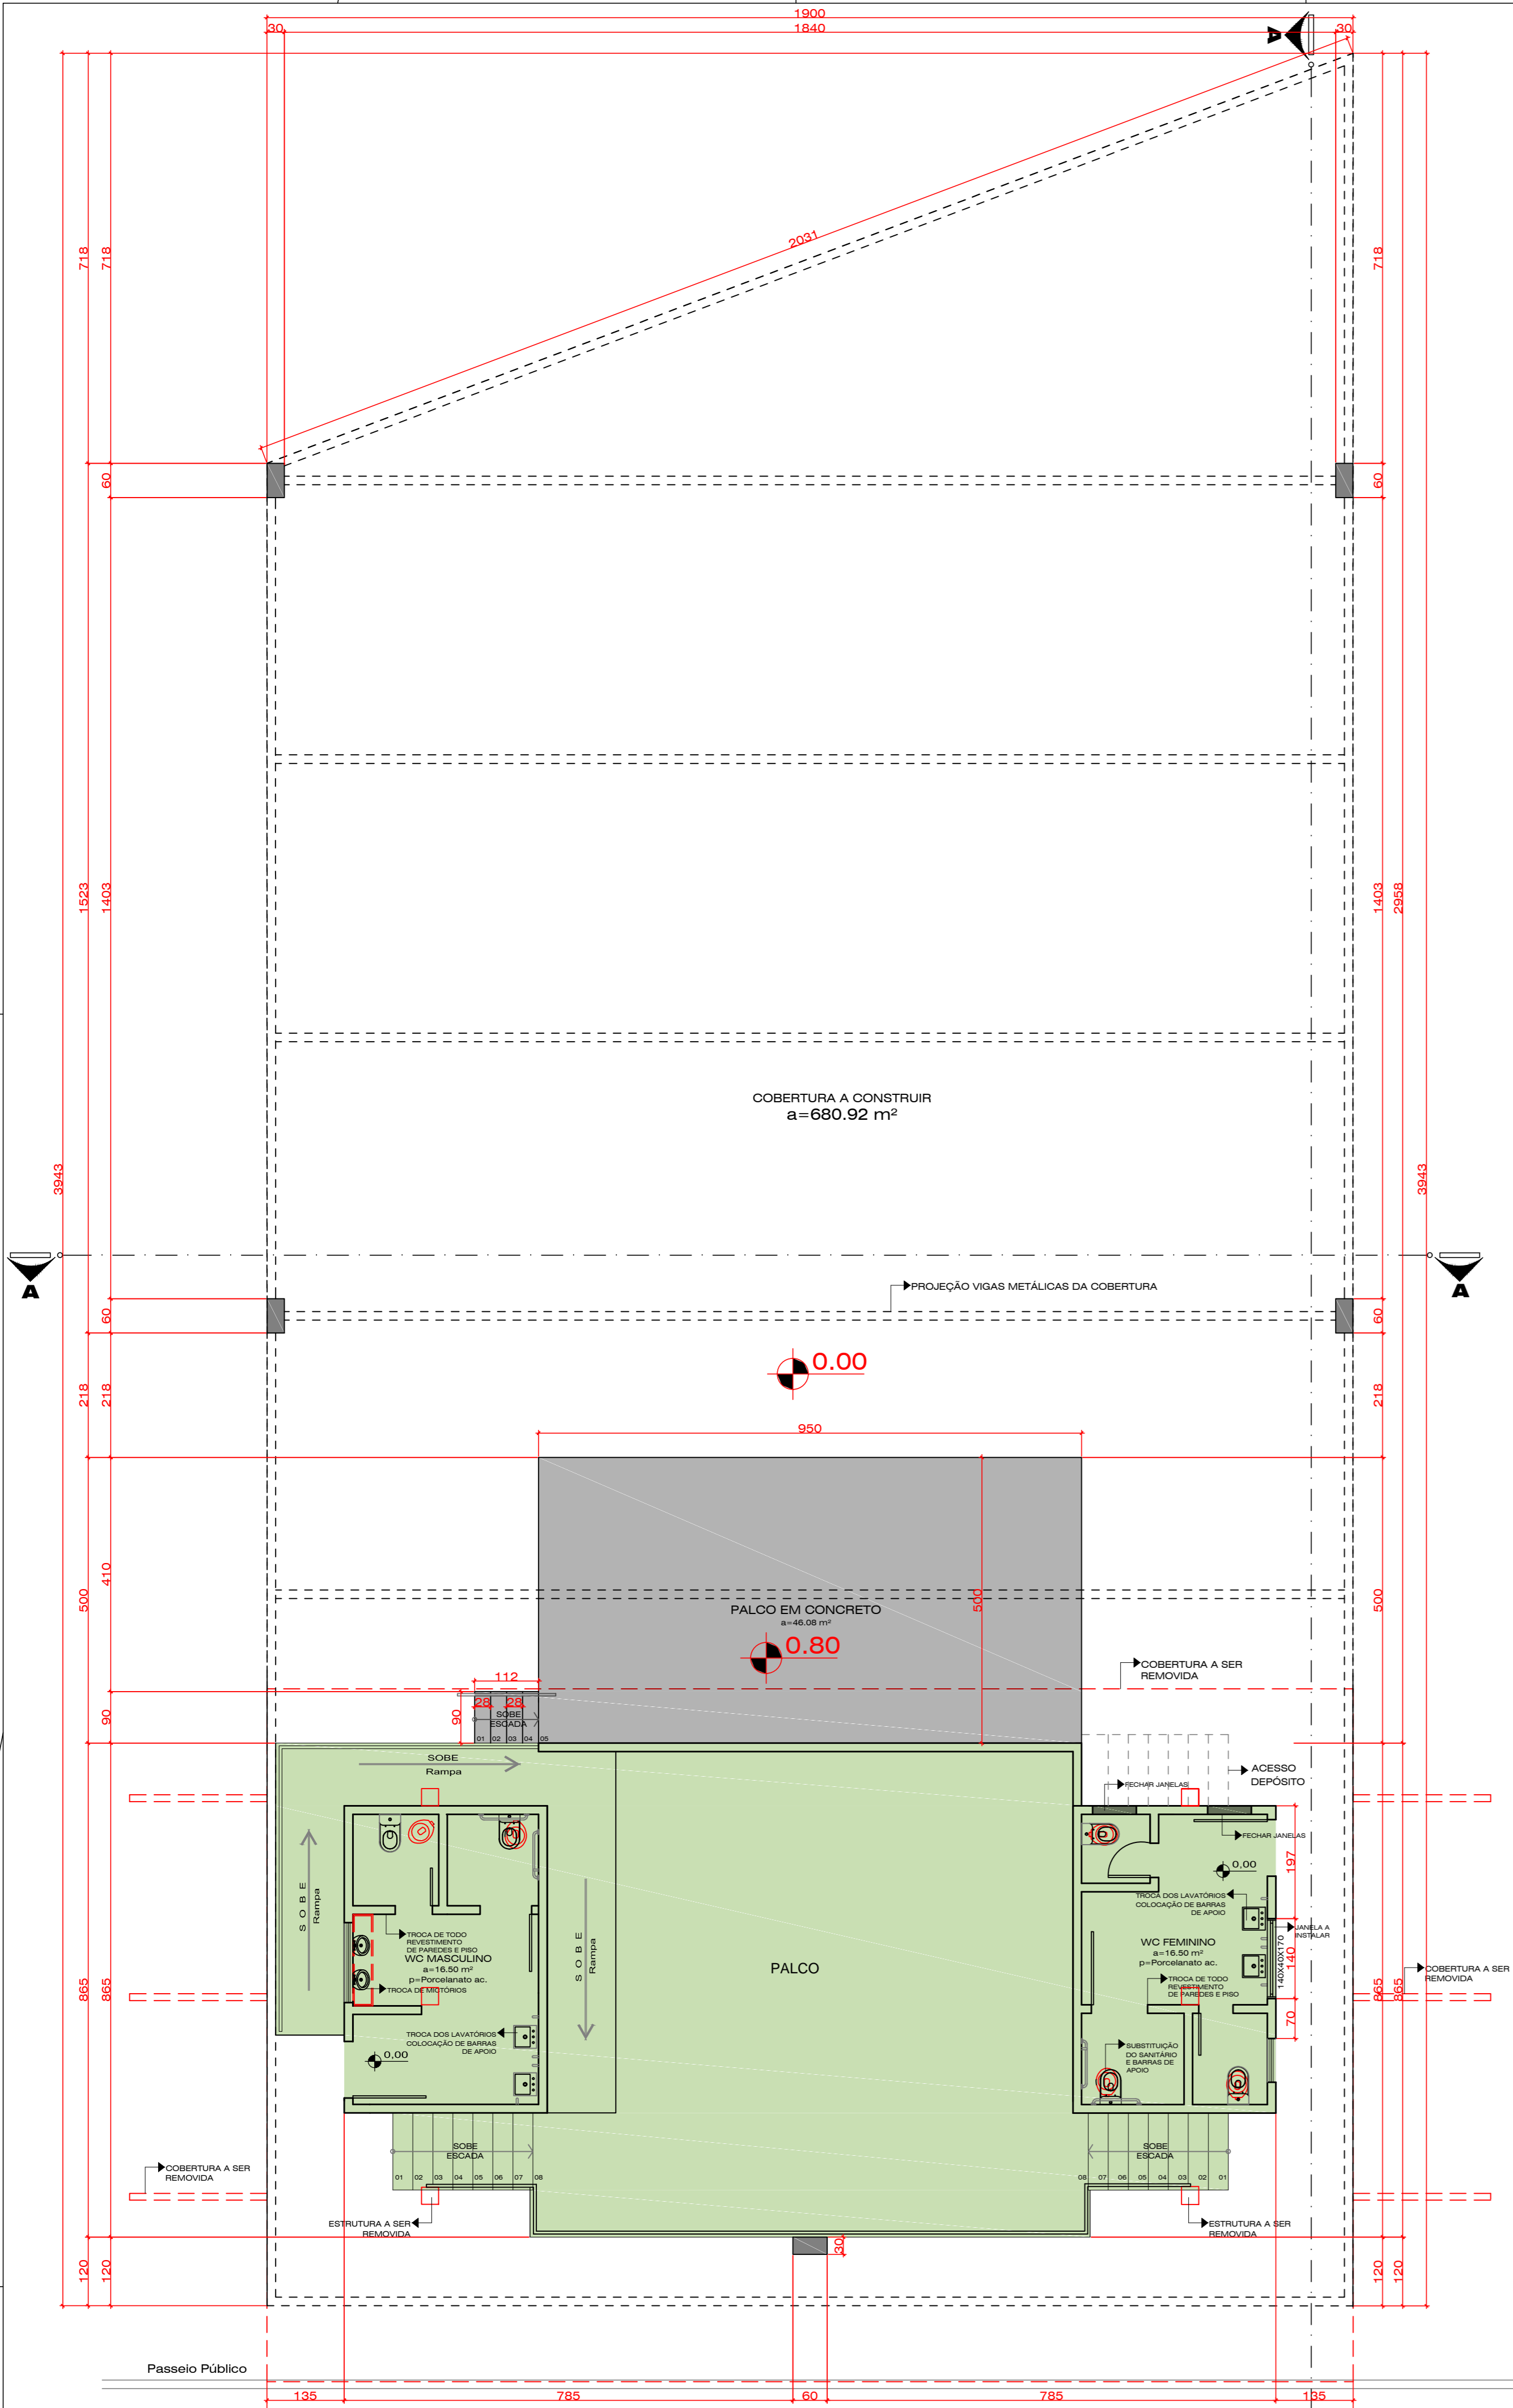 1900
30
1840
30
A
2031
718
718
718
60
60
1523
1403
1403
2958
COBERTURA A CONSTRUIR
a=680.92 m²
3943
3943
A
A
PROJEÇÃO VIGAS METÁLICAS DA COBERTURA
60
60
0.00
218
218
218
950
500
410
500
500
PALCO EM CONCRETO
a=46.08 m²
0.80
COBERTURA A SER
REMOVIDA
112
28
28
90
90
SOBE
ESCADA
01 02 03 04 05
SOBE
Rampa
ACESSO
DEPÓSITO
FECHAR JANELAS
FECHAR JANELAS
197
0,00
SOBE
Rampa
TROCA DOS LAVATÓRIOS
COLOCAÇÃO DE BARRAS
DE APOIO
TROCA DE TODO
REVESTIMENTO
DE PAREDES E PISO
WC MASCULINO
a=16.50 m²
p=Porcelanato ac.
TROCA DE MICTÓRIOS
SOBE
Rampa
PALCO
WC FEMININO
a=16.50 m²
p=Porcelanato ac.
TROCA DE TODO
REVESTIMENTO
DE PAREDES E PISO
JANELA A
INSTALAR
140X40X170
140
70
COBERTURA A SER
REMOVIDA
865
865
865
865
TROCA DOS LAVATÓRIOS
COLOCAÇÃO DE BARRAS
DE APOIO
0,00
SUBSTITUIÇÃO
DO SANITÁRIO
E BARRAS DE
APOIO
SOBE
ESCADA
01 02 03 04 05 06 07 08
SOBE
ESCADA
08 07 06 05 04 03 02 01
COBERTURA A SER
REMOVIDA
ESTRUTURA A SER
REMOVIDA
ESTRUTURA A SER
REMOVIDA
30
120
120
120
120
Passeio Público
135
785
60
785
135